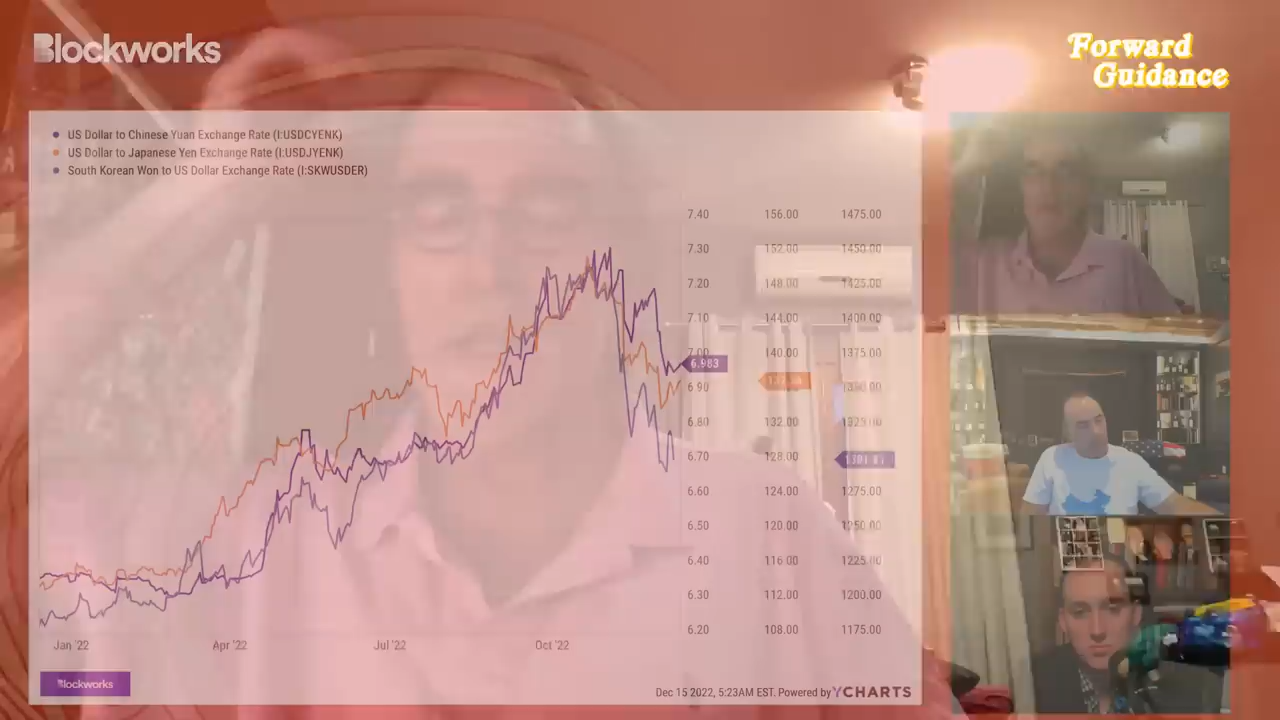 Blockworks
Forward
Guidance
US Dollar to Chinese Yuan Exchange Rate (I:USDCYENK)
US Dollar to Japanese Yen Exchange Rate (I:USDJYENK)
South Korean Won to US Dollar Exchange Rate (I:SKWUSDER)
7.40 156.00 1475.00
7.30 152.00 1450.00
7.20 148.00 1425.00
7.10 144.00 1400.00
7.00 140.00 1375.00
6.983
6.90 1350.00
6.80 132.00 1325.00
6.70 128.00
6.60 124.00 1275.00
6.50 120.00 1250.00
6.40 116.00 1225.00
6.30 112.00 1200.00
6.20 108.00 1175.00
Jan '22 Apr '22 Jul '22 Oct '22
Blockworks
Dec 15 2022, 5:23AM EST. Powered by YCHARTS